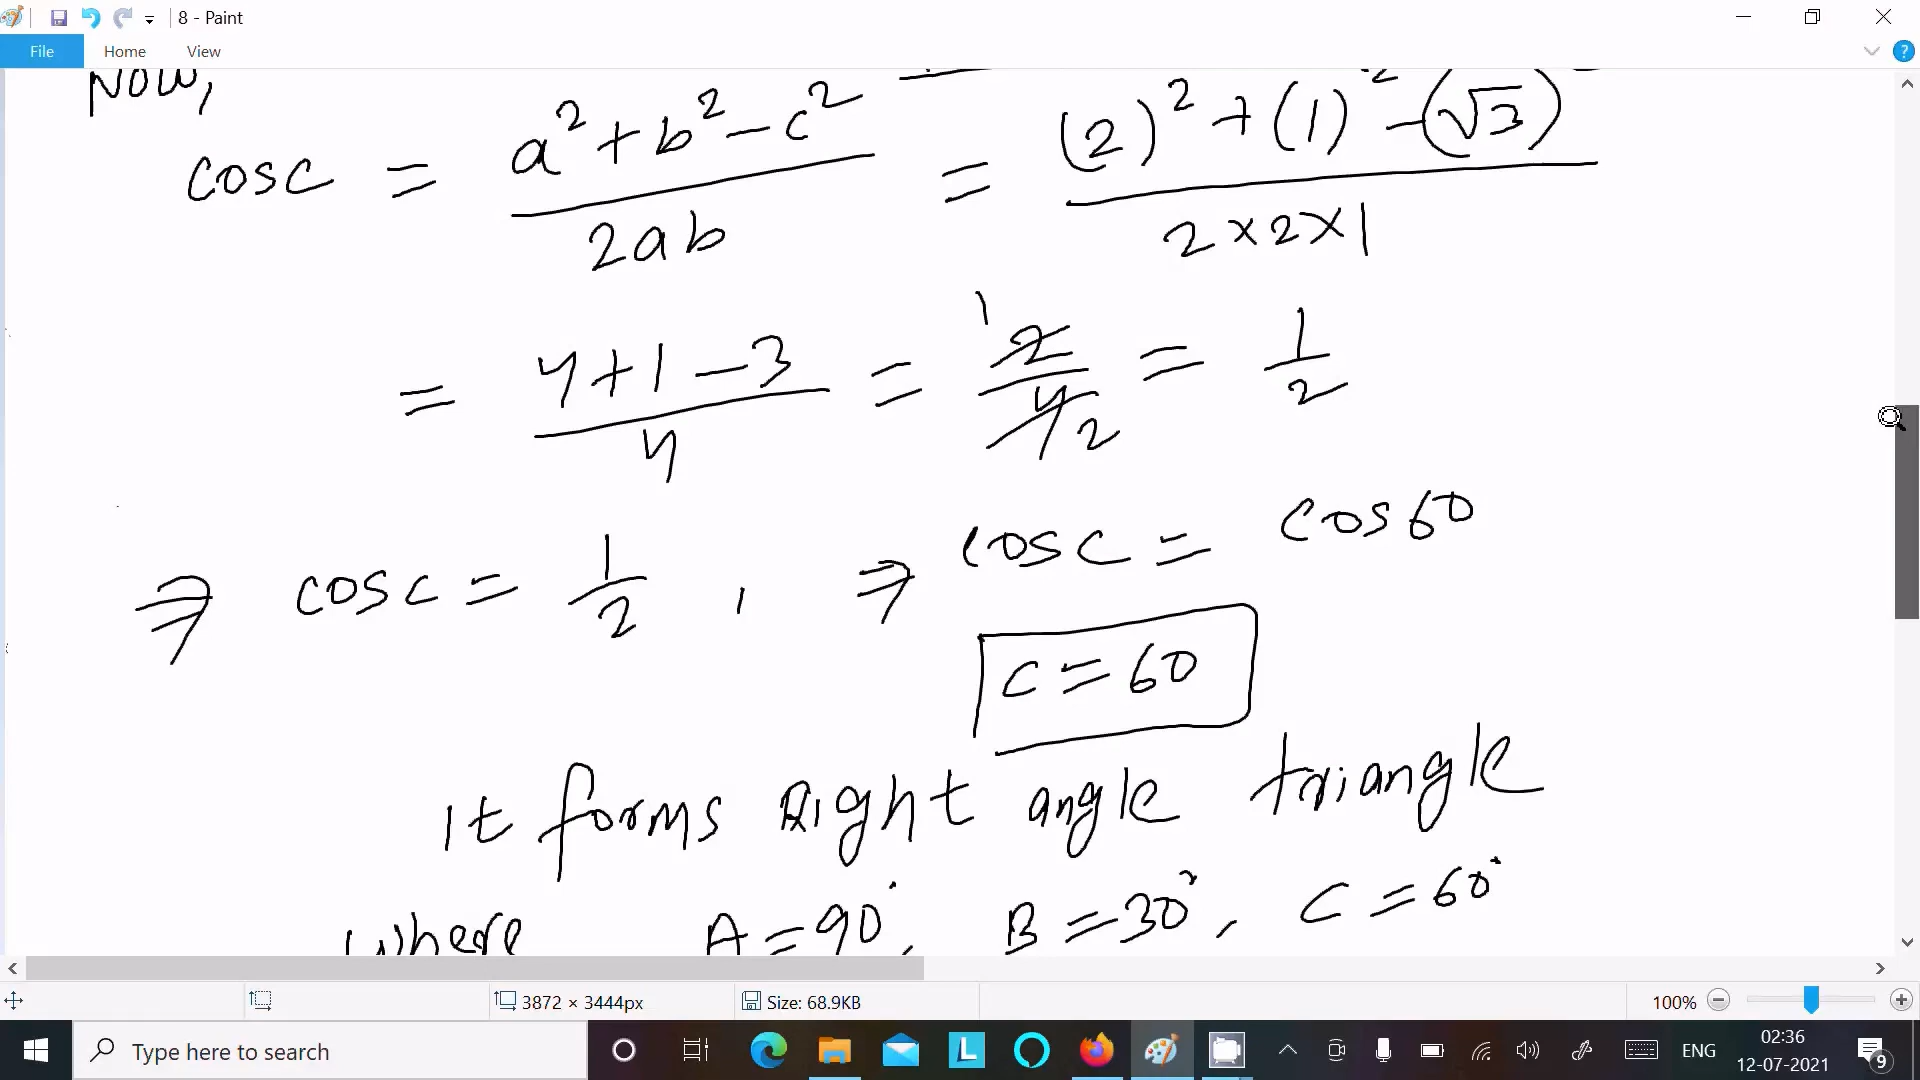 8 - Paint
File Home View
Now,
cosc = a²+b²-c² / 2ab = (2)²+(1)²-(√3)² / 2×2×1
= 4+1-3 / 4 = 2/4 1 2 = 1/2
⇒ cosc = 1/2 , ⇒ cosc = cos60
c=60
It forms Right angle triangle
where A=90°, B=30°, C=60°
3872 × 3444px Size: 68.9KB 100%
Type here to search
ENG 02:36
12-07-2021 9